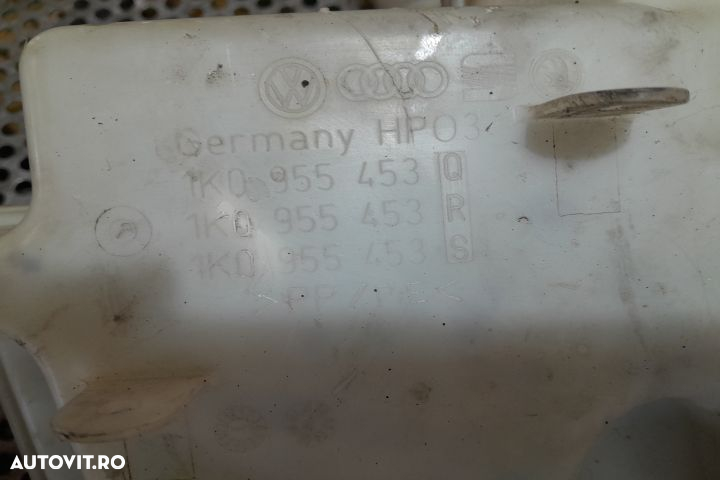 Germany HP03
1K0 955 453 Q
1K0 955 453 R
1K0 955 453 S
AUTOVIT.RO